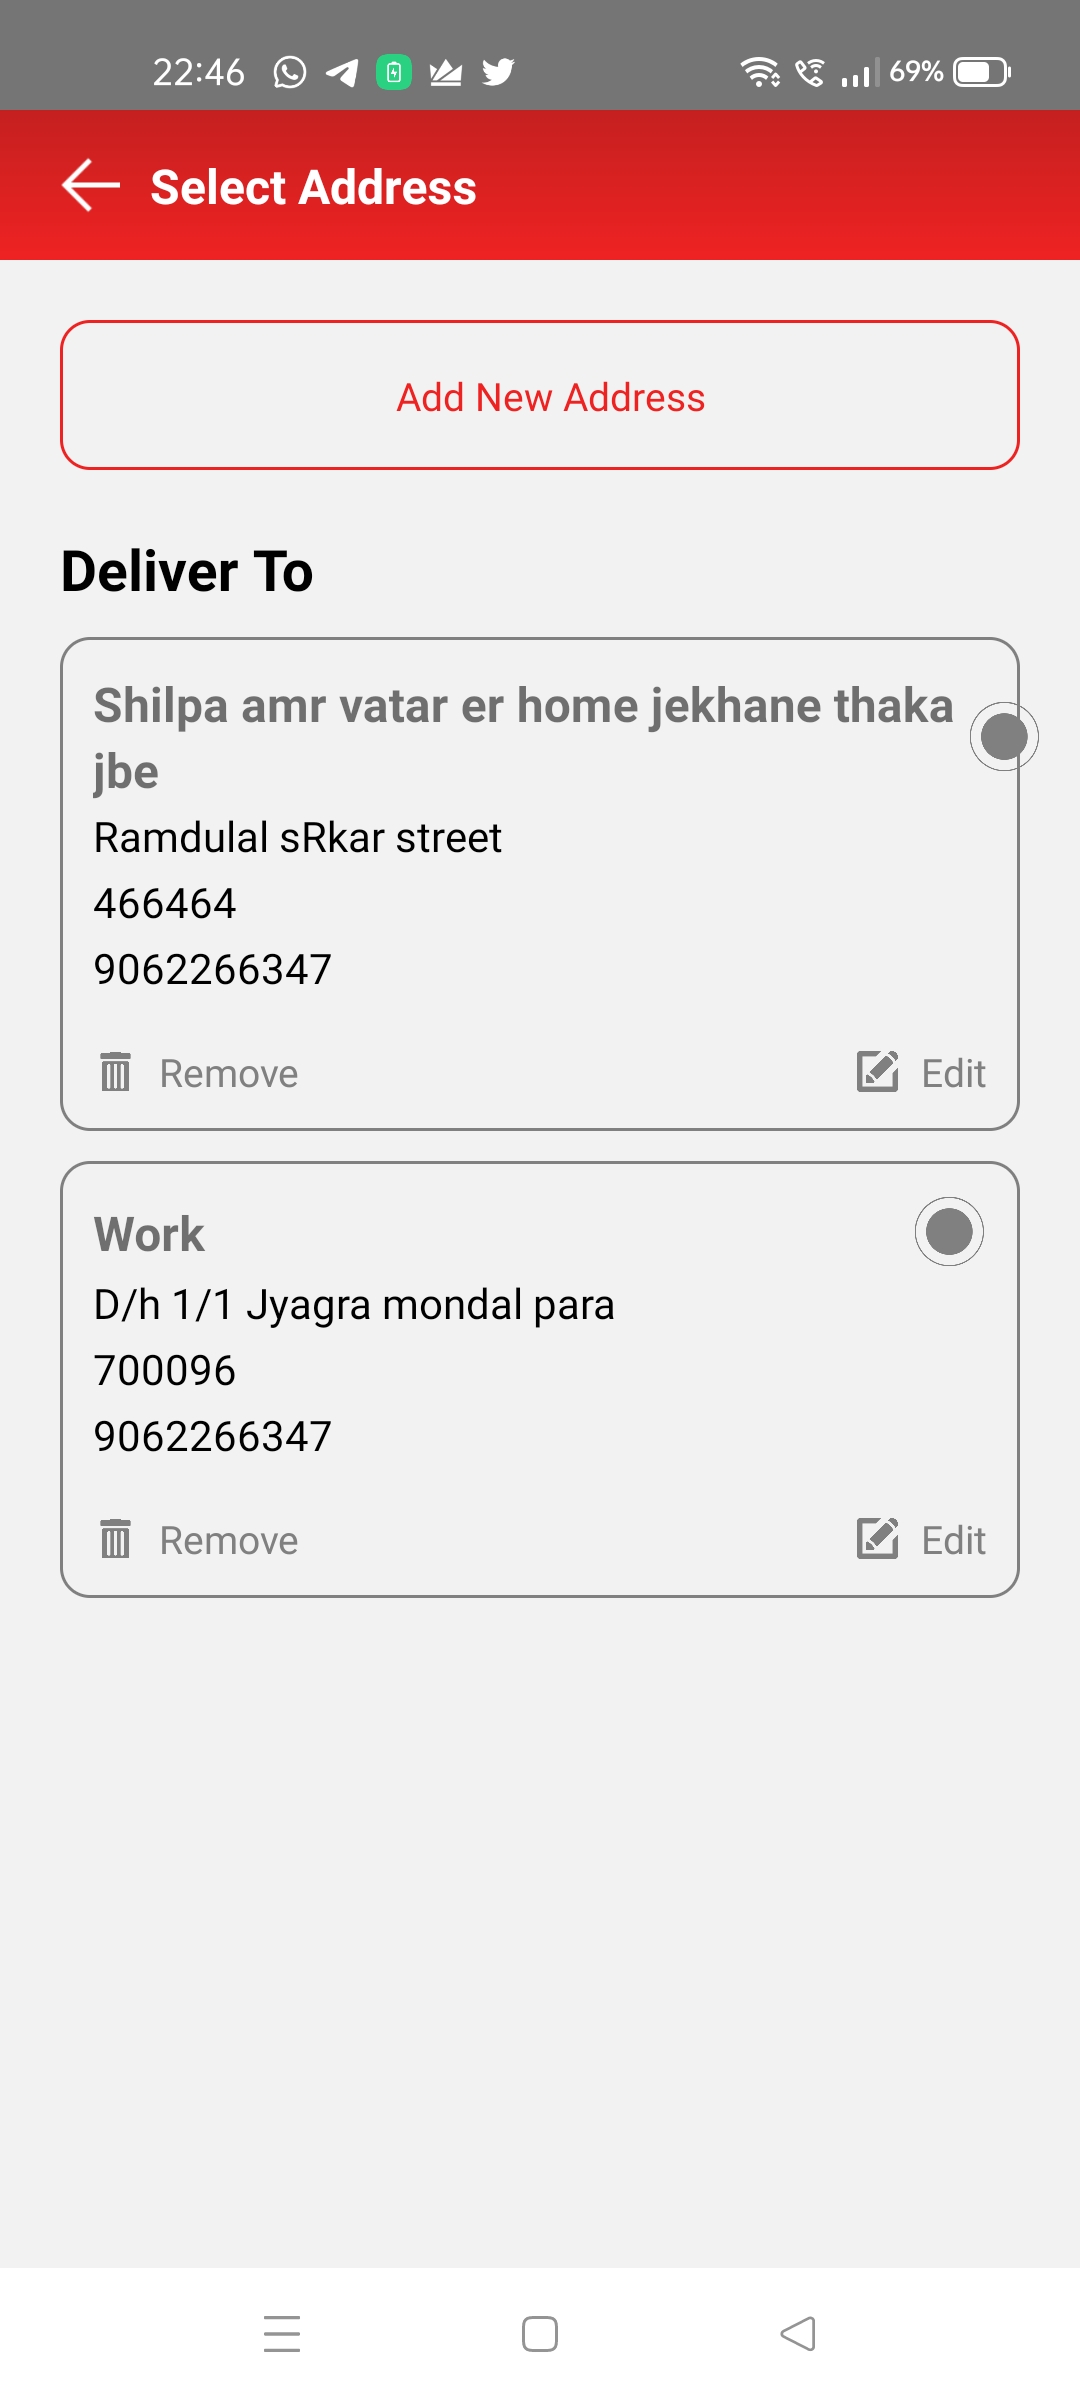 22:46
69%
Select Address
Add New Address
Deliver To
Shilpa amr vatar er home jekhane thaka
jbe
Ramdulal sRkar street
466464
9062266347
Remove
Edit
Work
D/h 1/1 Jyagra mondal para
700096
9062266347
Remove
Edit